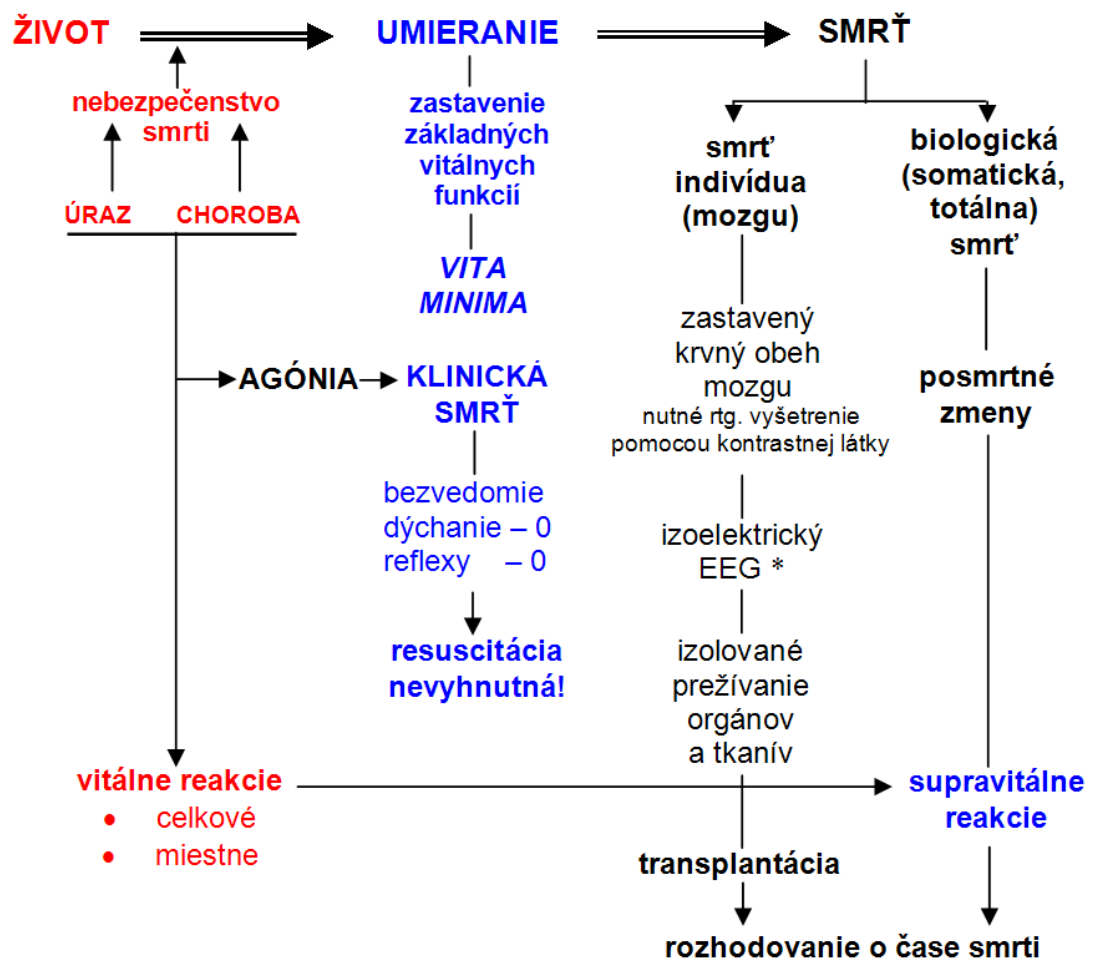 ŽIVOT
UMIERANIE
SMRŤ
nebezpečenstvo
smrti
ÚRAZ
CHOROBA
zastavenie
základných
vitálnych
funkcií
VITA
MINIMA
AGÓNIA
KLINICKÁ
SMRŤ
bezvedomie
dýchanie – 0
reflexy – 0
resuscitácia
nevyhnutná!
smrť
indivídua
(mozgu)
zastavený
krvný obeh
mozgu
nutné rtg. vyšetrenie
pomocou kontrastnej látky
izoelektrický
EEG *
izolované
prežívanie
orgánov
a tkanív
transplantácia
biologická
(somatická,
totálna)
smrť
posmrtné
zmeny
vitálne reakcie
• celkové
• miestne
supravitálne
reakcie
rozhodovanie o čase smrti